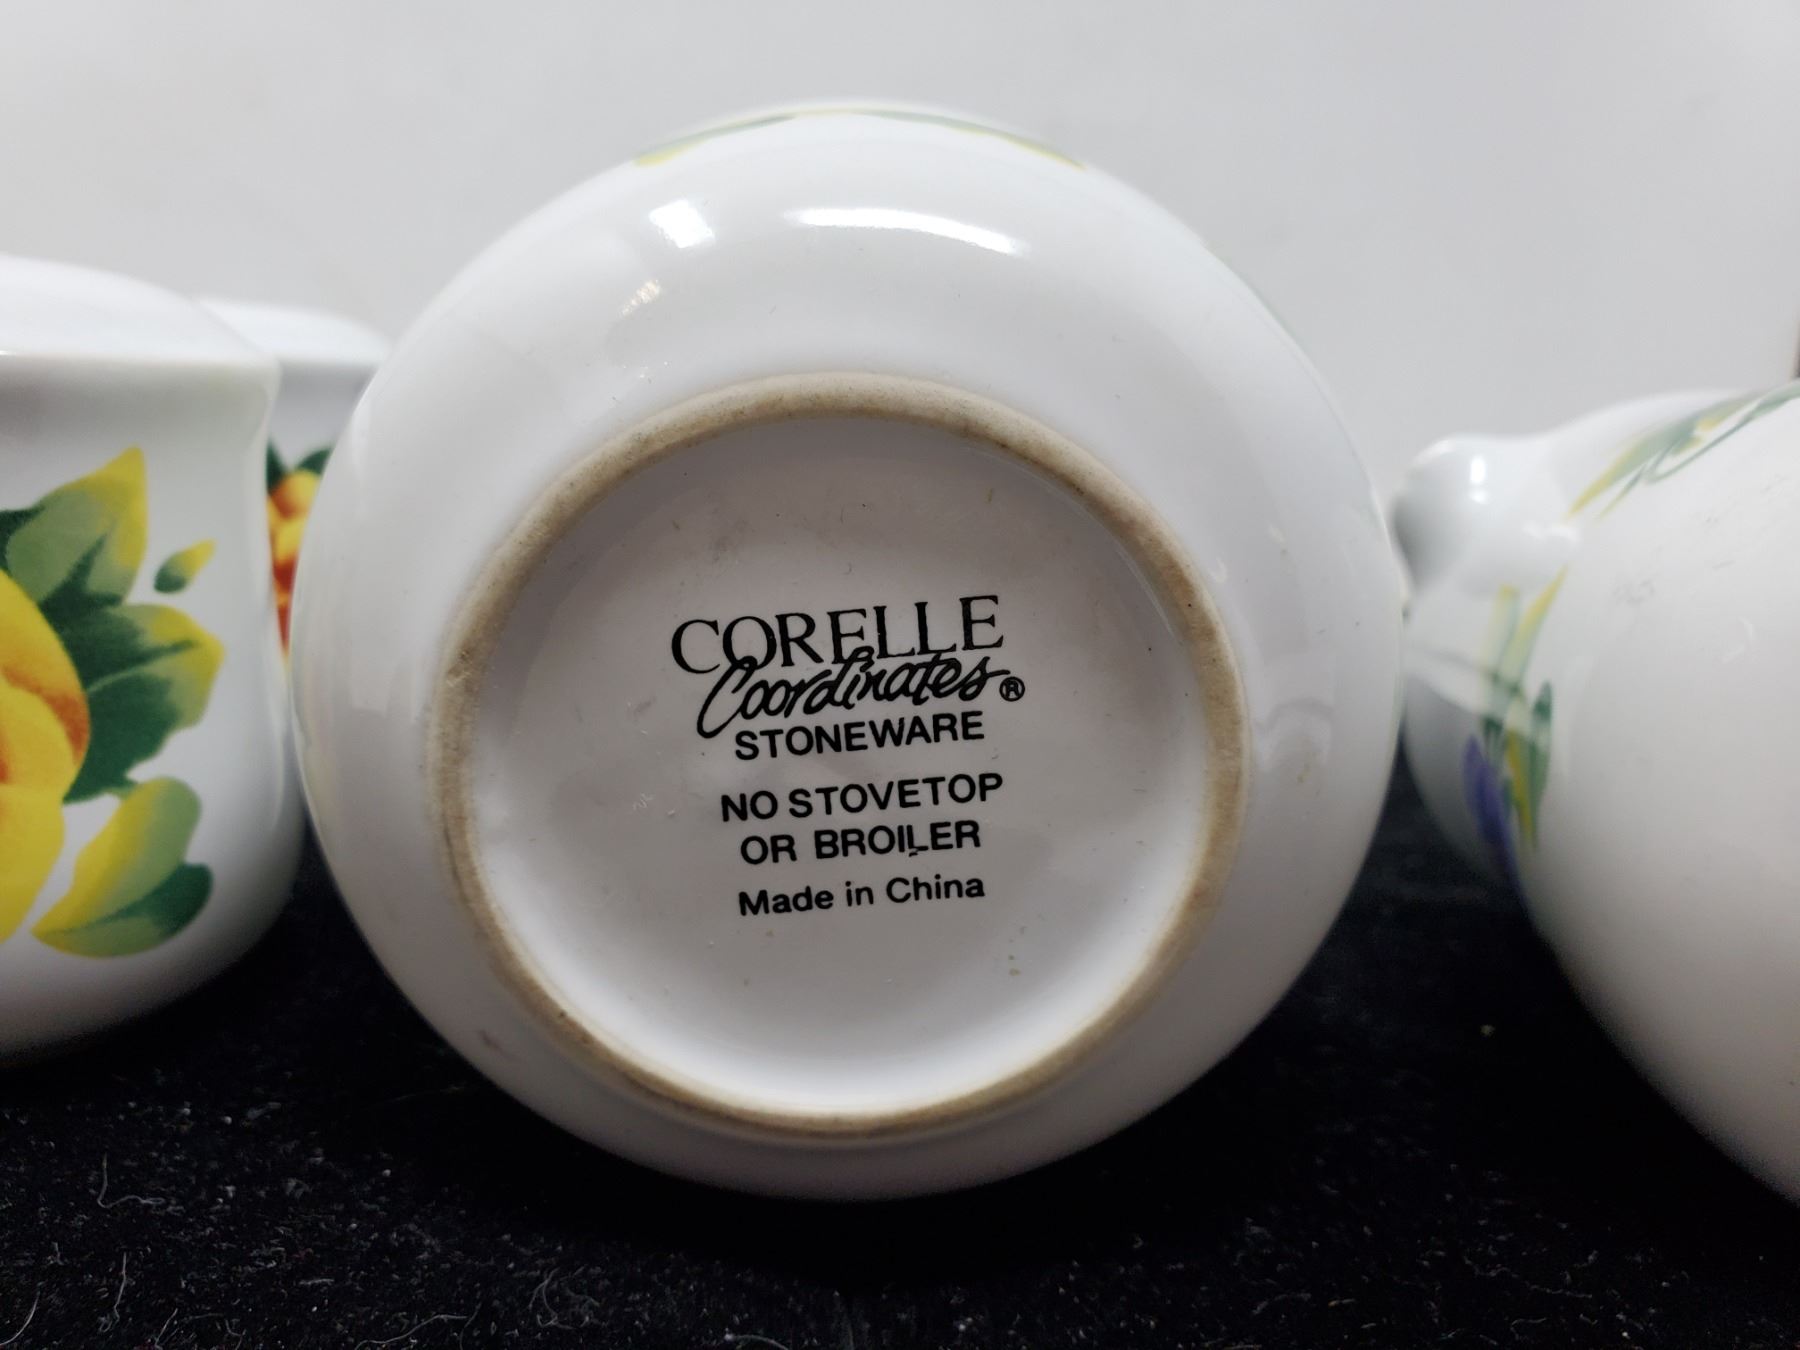 CORELLE
Coordinates®
STONEWARE
NO STOVETOP
OR BROILER
Made in China